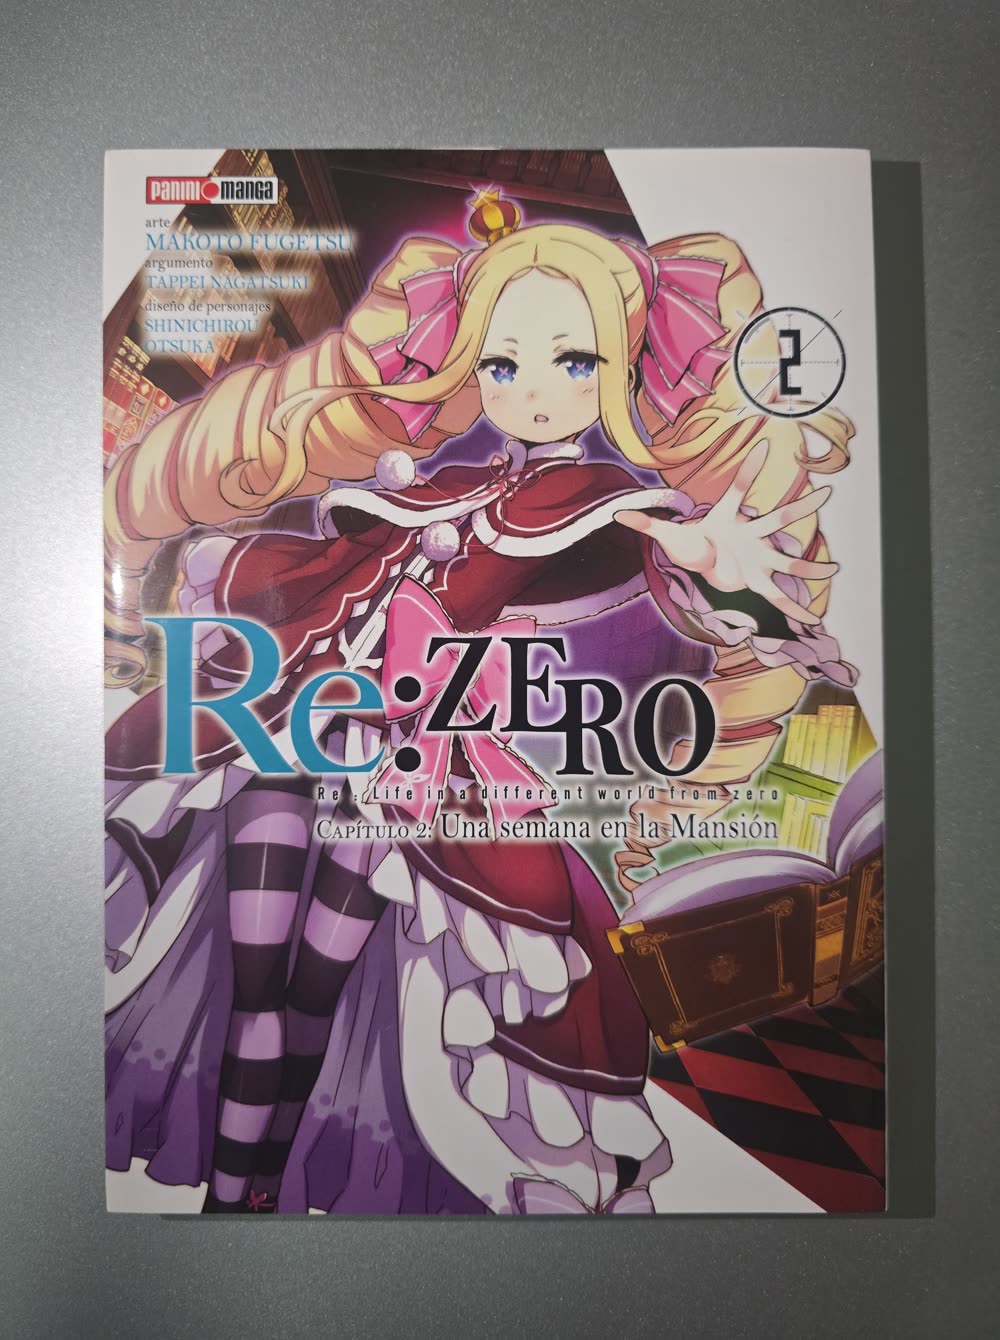 PANINI MANGA
arte
MAKOTO FUGETSU
argumento
TAPPEI NAGATSUKI
diseño de personajes
SHINICHIROU
OTSUKA
2
Re:ZERO
Re : Life in a different world from zero
CAPÍTULO 2: Una semana en la Mansión